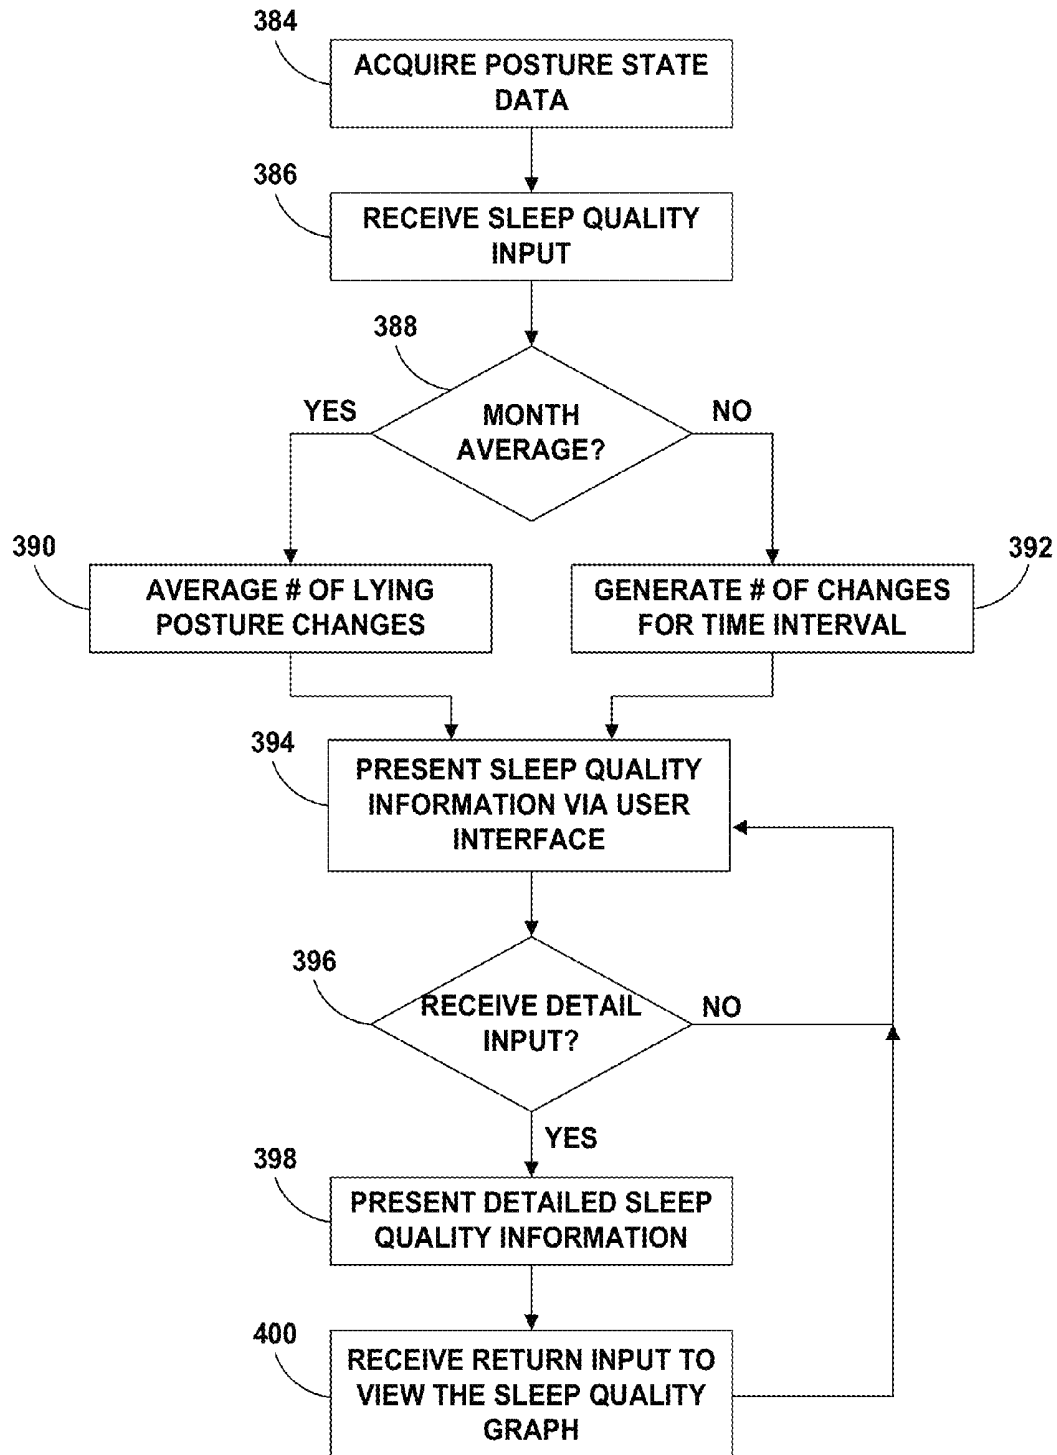 384
ACQUIRE POSTURE STATE
DATA
386
RECEIVE SLEEP QUALITY
INPUT
388
YES
MONTH
AVERAGE?
NO
390
AVERAGE # OF LYING
POSTURE CHANGES
392
GENERATE # OF CHANGES
FOR TIME INTERVAL
394
PRESENT SLEEP QUALITY
INFORMATION VIA USER
INTERFACE
396
RECEIVE DETAIL
INPUT?
NO
YES
398
PRESENT DETAILED SLEEP
QUALITY INFORMATION
400
RECEIVE RETURN INPUT TO
VIEW THE SLEEP QUALITY
GRAPH